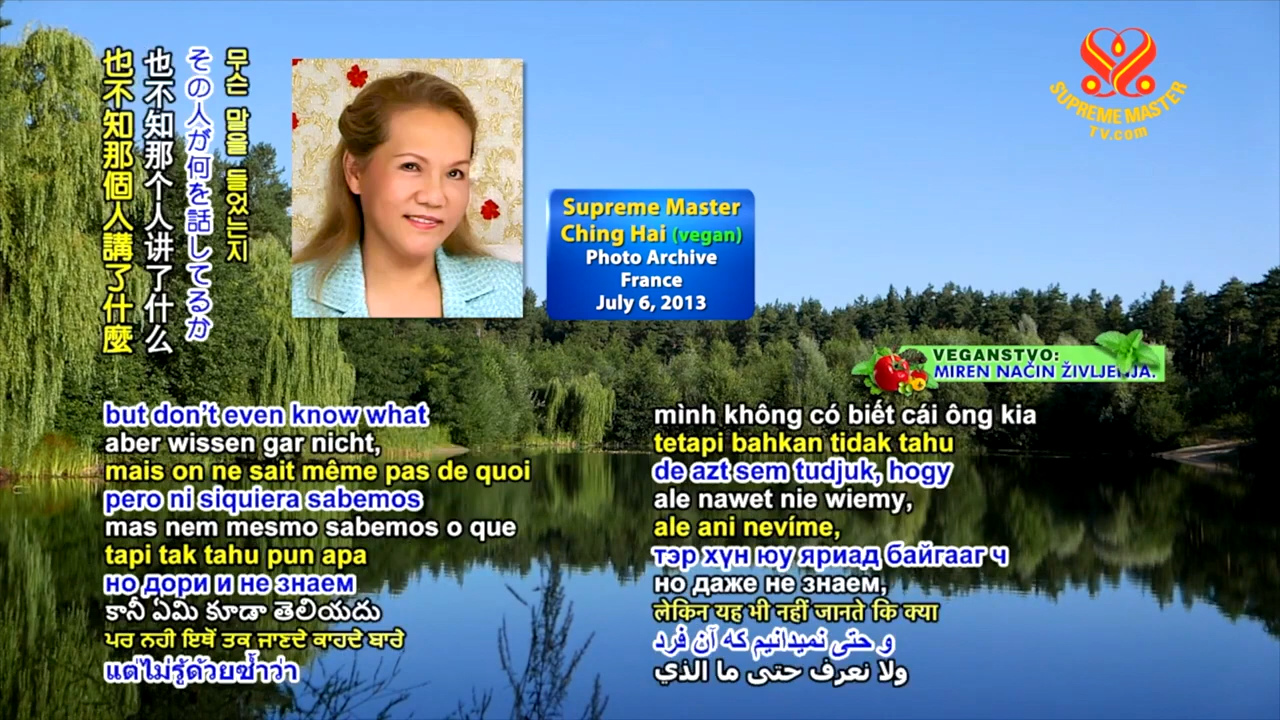 무슨 말을 들었는지
その人が何を話してるか
也不知那个人讲了什么
也不知那個人講了什麼
SUPREME MASTER
TV.com
Supreme Master
Ching Hai (vegan)
Photo Archive
France
July 6, 2013
VEGANSTVO:
MIREN NAČIN ŽIVLJENJA.
but don't even know what
aber wissen gar nicht,
mais on ne sait même pas de quoi
pero ni siquiera sabemos
mas nem mesmo sabemos o que
tapi tak tahu pun apa
но дори и не знаем
కానీ ఏమి కూడా తెలియదు
ਪਰ ਨਹੀ ਇਥੋਂ ਤਕ ਜਾਣਦੇ ਕਾਹਦੇ ਬਾਰੇ
แต่ไม่รู้ด้วยซ้ำว่า
mình không có biết cái ông kia
tetapi bahkan tidak tahu
de azt sem tudjuk, hogy
ale nawet nie wiemy,
ale ani nevíme,
тэр хүн юу яриад байгааг ч
но даже не знаем,
लेकिन यह भी नहीं जानते कि क्या
و حتی نمیدانیم که آن فرد
ولا نعرف حتى ما الذي